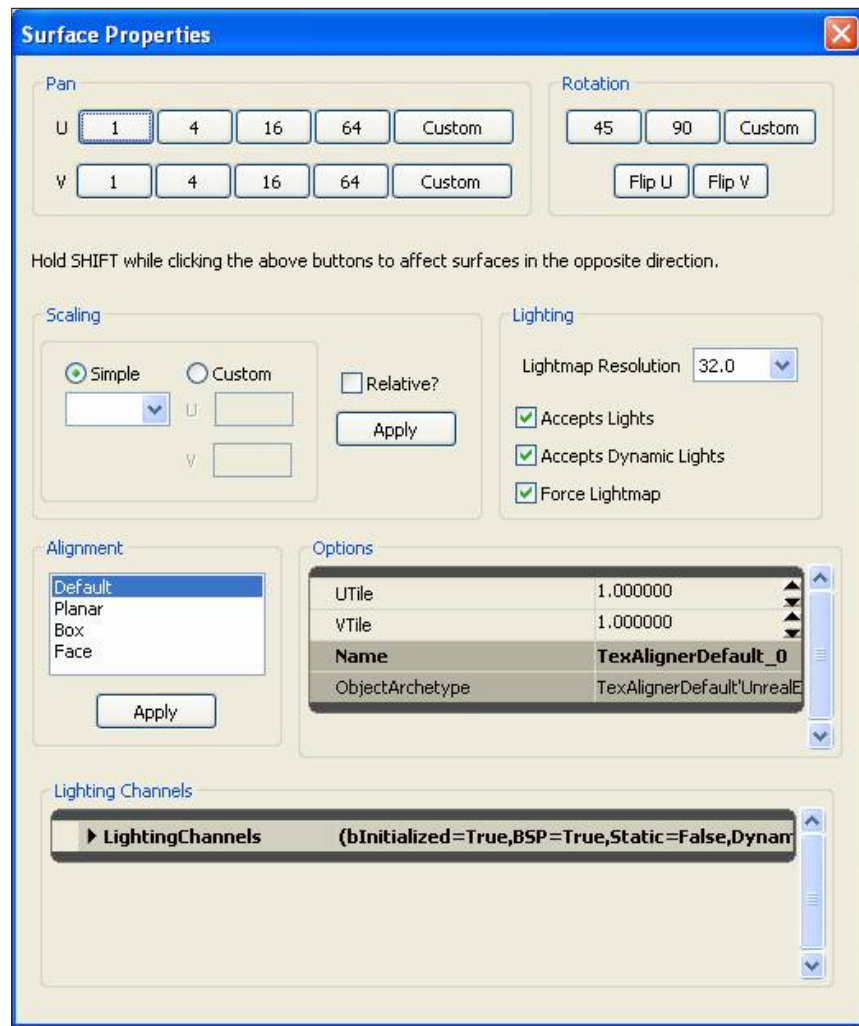 Surface Properties
Pan
U 1 4 16 64 Custom
V 1 4 16 64 Custom
Rotation
45 90 Custom
Flip U Flip V
Hold SHIFT while clicking the above buttons to affect surfaces in the opposite direction.
Scaling
Simple Custom
U
V
Relative?
Apply
Lighting
Lightmap Resolution 32.0
Accepts Lights
Accepts Dynamic Lights
Force Lightmap
Alignment
Default
Planar
Box
Face
Apply
Options
UTile 1.000000
VTile 1.000000
Name TexAlignerDefault_0
ObjectArchetype TexAlignerDefault'UnrealE
Lighting Channels
LightingChannels (bInitialized=True,BSP=True,Static=False,Dynam